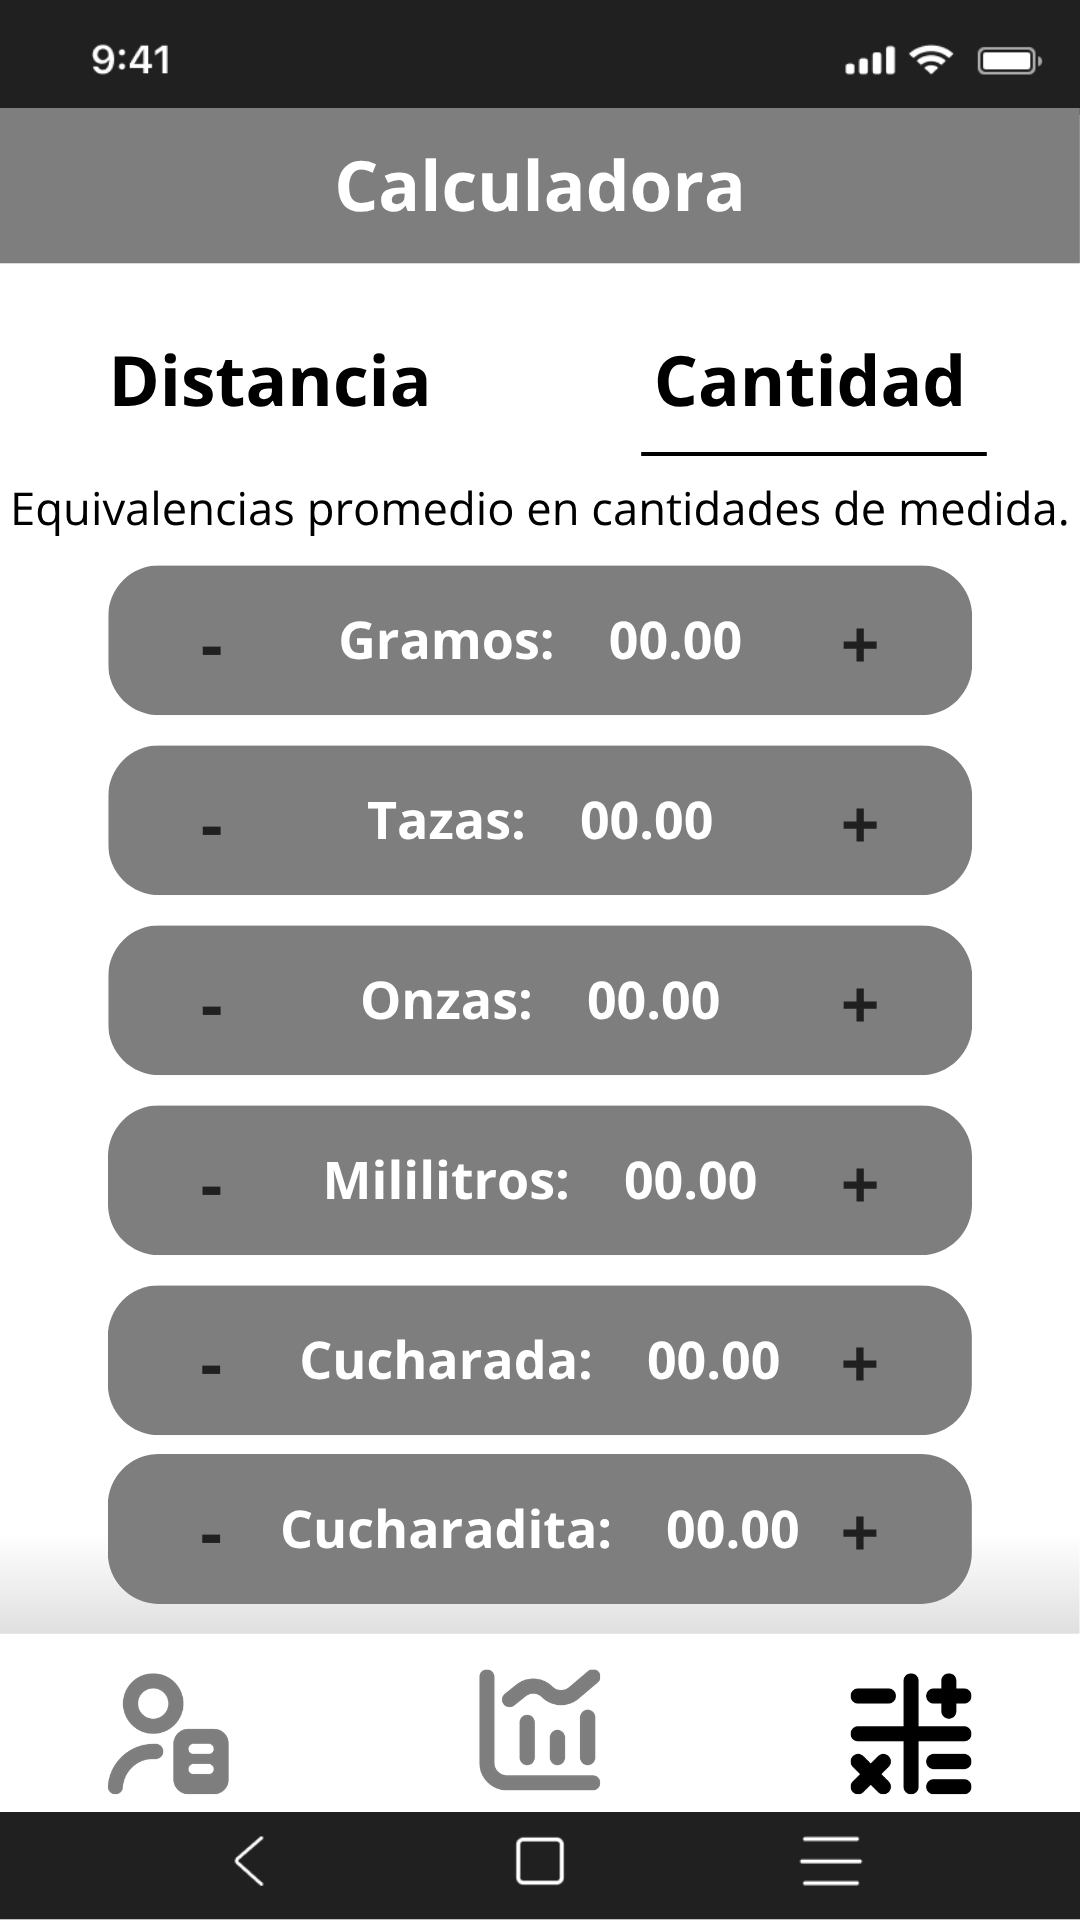 9:41
Calculadora
Distancia Cantidad
Equivalencias promedio en cantidades de medida.
- Gramos: 00.00 +
- Tazas: 00.00 +
- Onzas: 00.00 +
- Mililitros: 00.00 +
- Cucharada: 00.00 +
- Cucharadita: 00.00 +